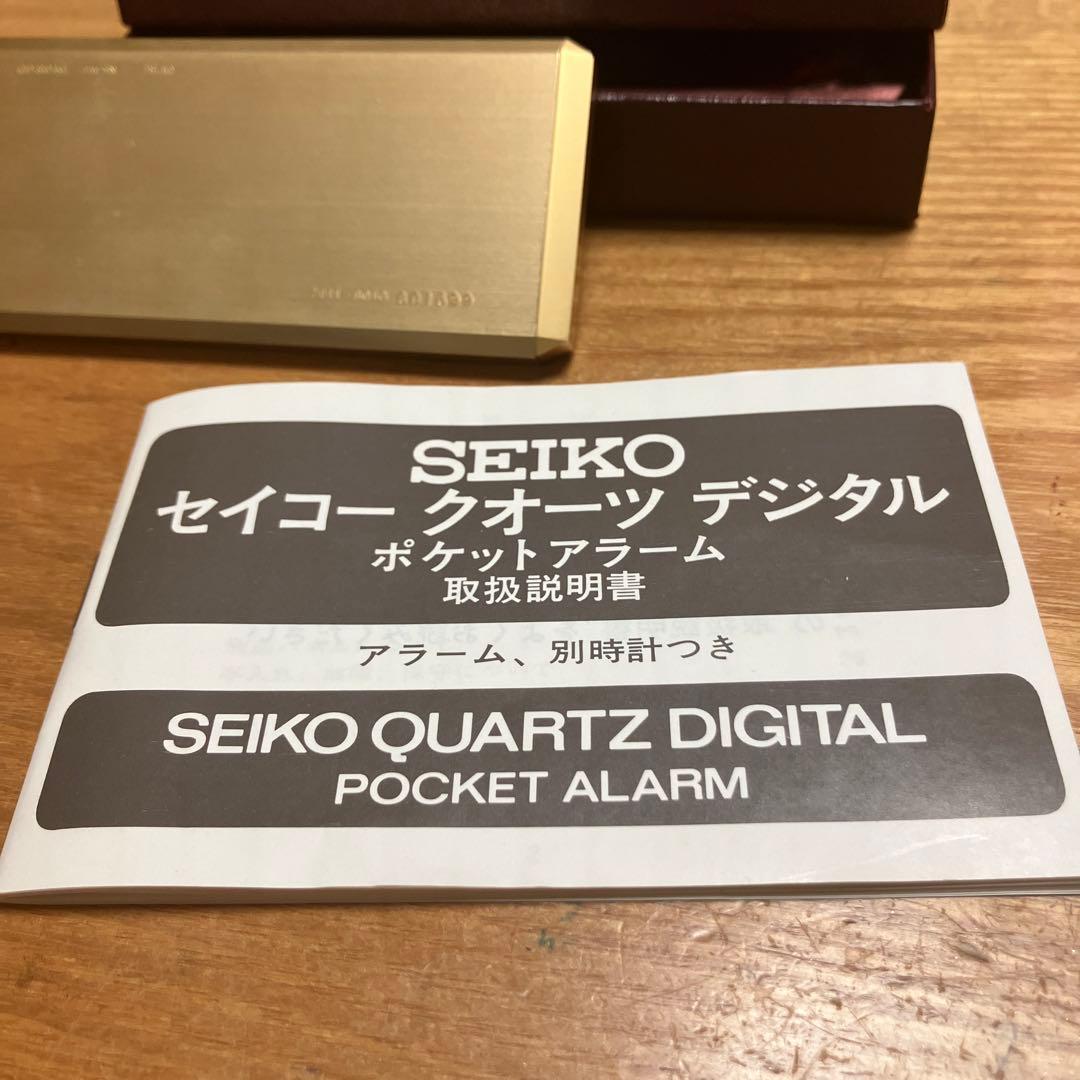 SEIKO
セイコー クオーツ デジタル
ポケットアラーム
取扱説明書
アラーム、別時計つき
SEIKO QUARTZ DIGITAL
POCKET ALARM